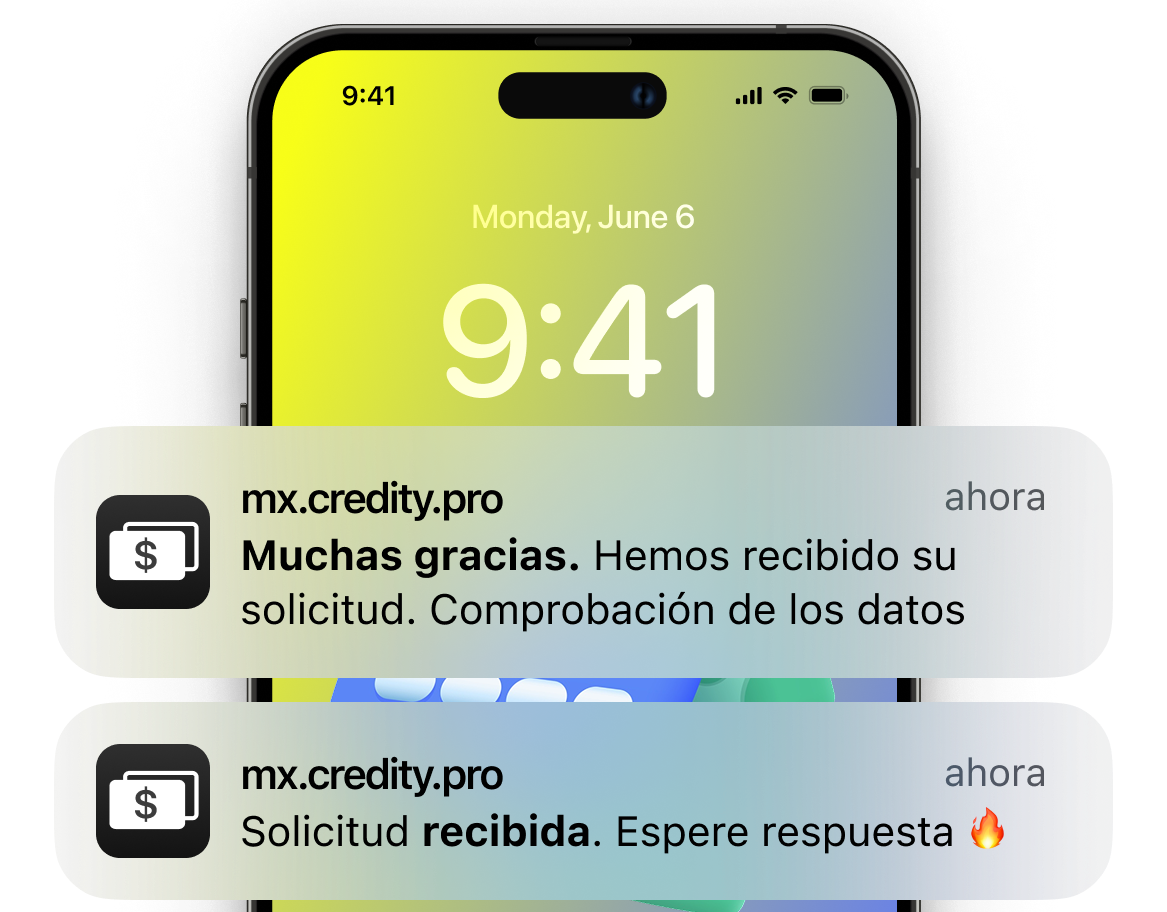 9:41
Monday, June 6
9:41
mx.credity.pro
ahora
$
Muchas gracias. Hemos recibido su
solicitud. Comprobación de los datos
mx.credity.pro
ahora
$
Solicitud recibida. Espere respuesta 🔥